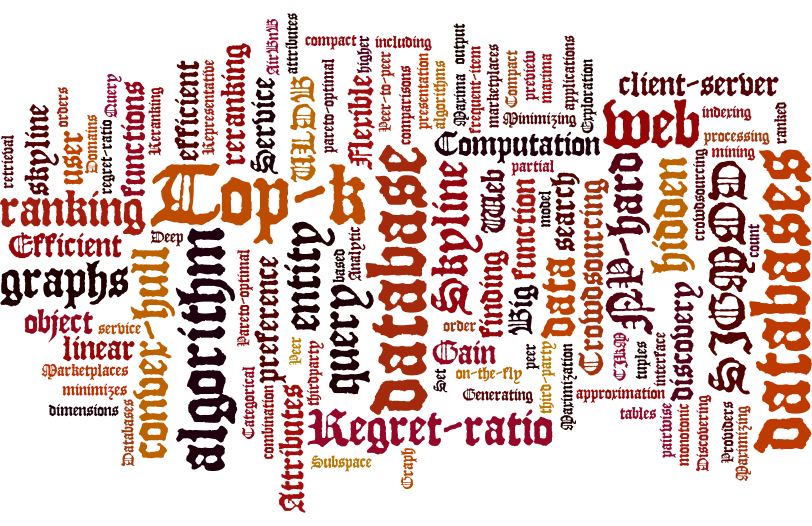 retrieval
skyline
user
orders
Domains
regret-ratio
Query
functions
Reranking
efficient
Representative
reranking
Service
AirBnB
attributes
ULDB
compact
including
pareto-optimal
Flexible
higher
Peer-to-peer
comparisons
presentation
algorithms
Maxima
output
frequent-item
marketplaces
Compact
preview
maxima
Minimizing
applications
Exploration
client-server
web
indexing
processing
mining
ranked
ranking
Top-k
Computation
partial
Efficient
Deep
graphs
convex-hull
algorithm
object
service
linear
Marketplaces
minimizes
dimensions
Databases
Pareto-optimal
preference
Categorical
combination
entity
Peer
thirdparty
query
based
Analytic
database
Skyline
Web
finding
function
model
Big
search
data
Crowdsourcing
NP-hard
hidden
crowdsourcing
count
databases
order
Gain
Set
on-the-fly
Generating
peer
third-party
Maximization
approximation
tuples
interface
discovery
tables
pairwise
monotonic
Discovering
Providers
Maximizing
Attributes
Regret-ratio
Subspace
Graph